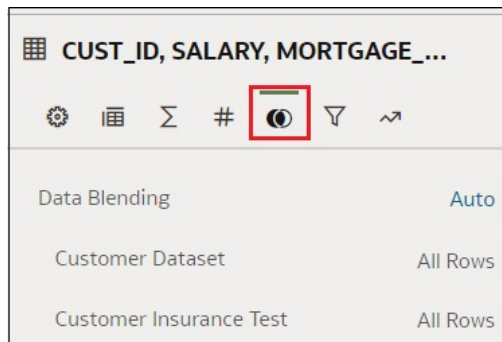 CUST_ID, SALARY, MORTGAGE_...
Data Blending Auto
Customer Dataset All Rows
Customer Insurance Test All Rows